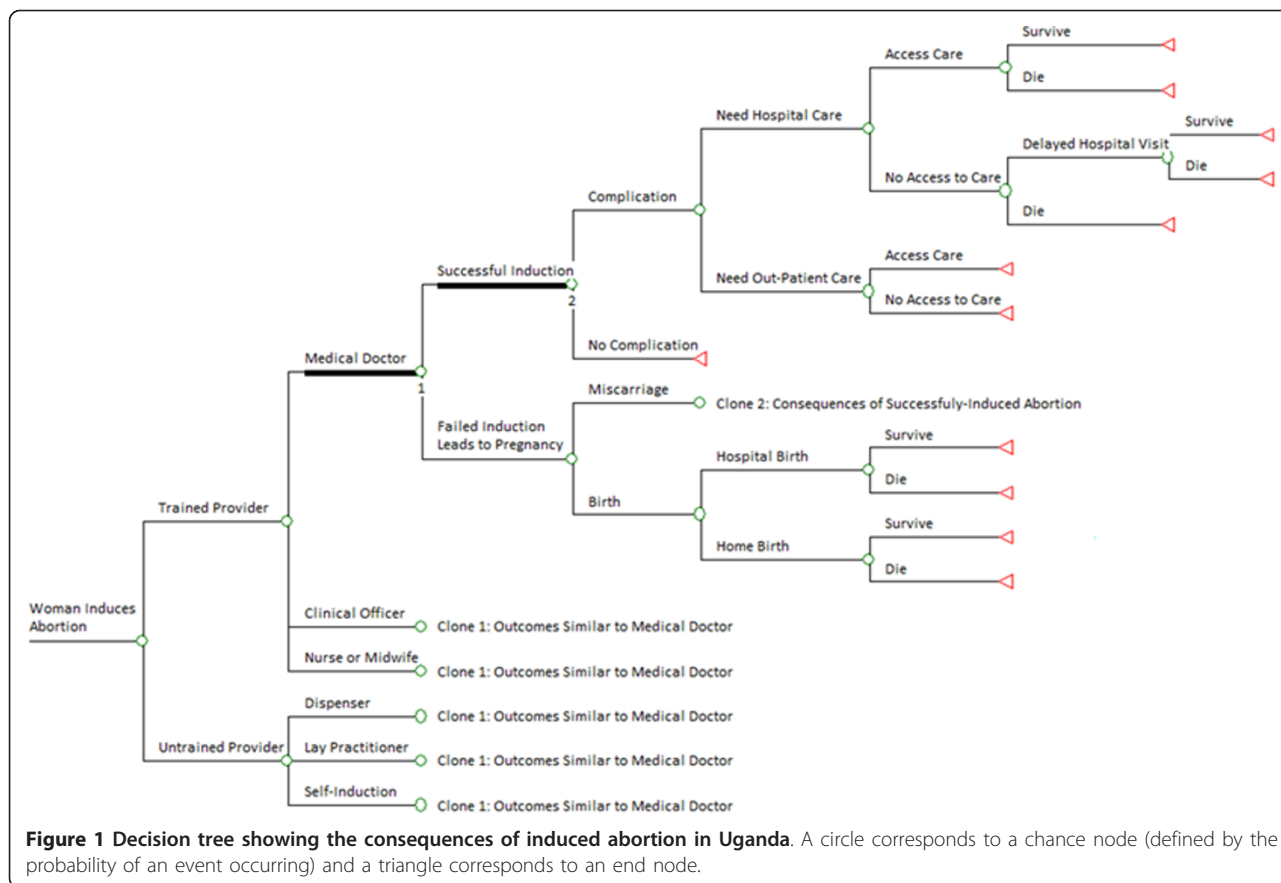 Survive
Access Care
Die
Need Hospital Care
Survive
Delayed Hospital Visit
No Access to Care
Die
Complication
Die
Access Care
Successful Induction
Need Out-Patient Care
2
No Access to Care
No Complication
Medical Doctor
1
Miscarriage
Clone 2: Consequences of Successfuly-Induced Abortion
Failed Induction
Leads to Pregnancy
Survive
Hospital Birth
Die
Birth
Trained Provider
Survive
Home Birth
Die
Woman Induces
Abortion
Clinical Officer
Clone 1: Outcomes Similar to Medical Doctor
Nurse or Midwife
Clone 1: Outcomes Similar to Medical Doctor
Dispenser
Clone 1: Outcomes Similar to Medical Doctor
Untrained Provider
Lay Practitioner
Clone 1: Outcomes Similar to Medical Doctor
Self-Induction
Clone 1: Outcomes Similar to Medical Doctor
Figure 1 Decision tree showing the consequences of induced abortion in Uganda. A circle corresponds to a chance node (defined by the
probability of an event occurring) and a triangle corresponds to an end node.